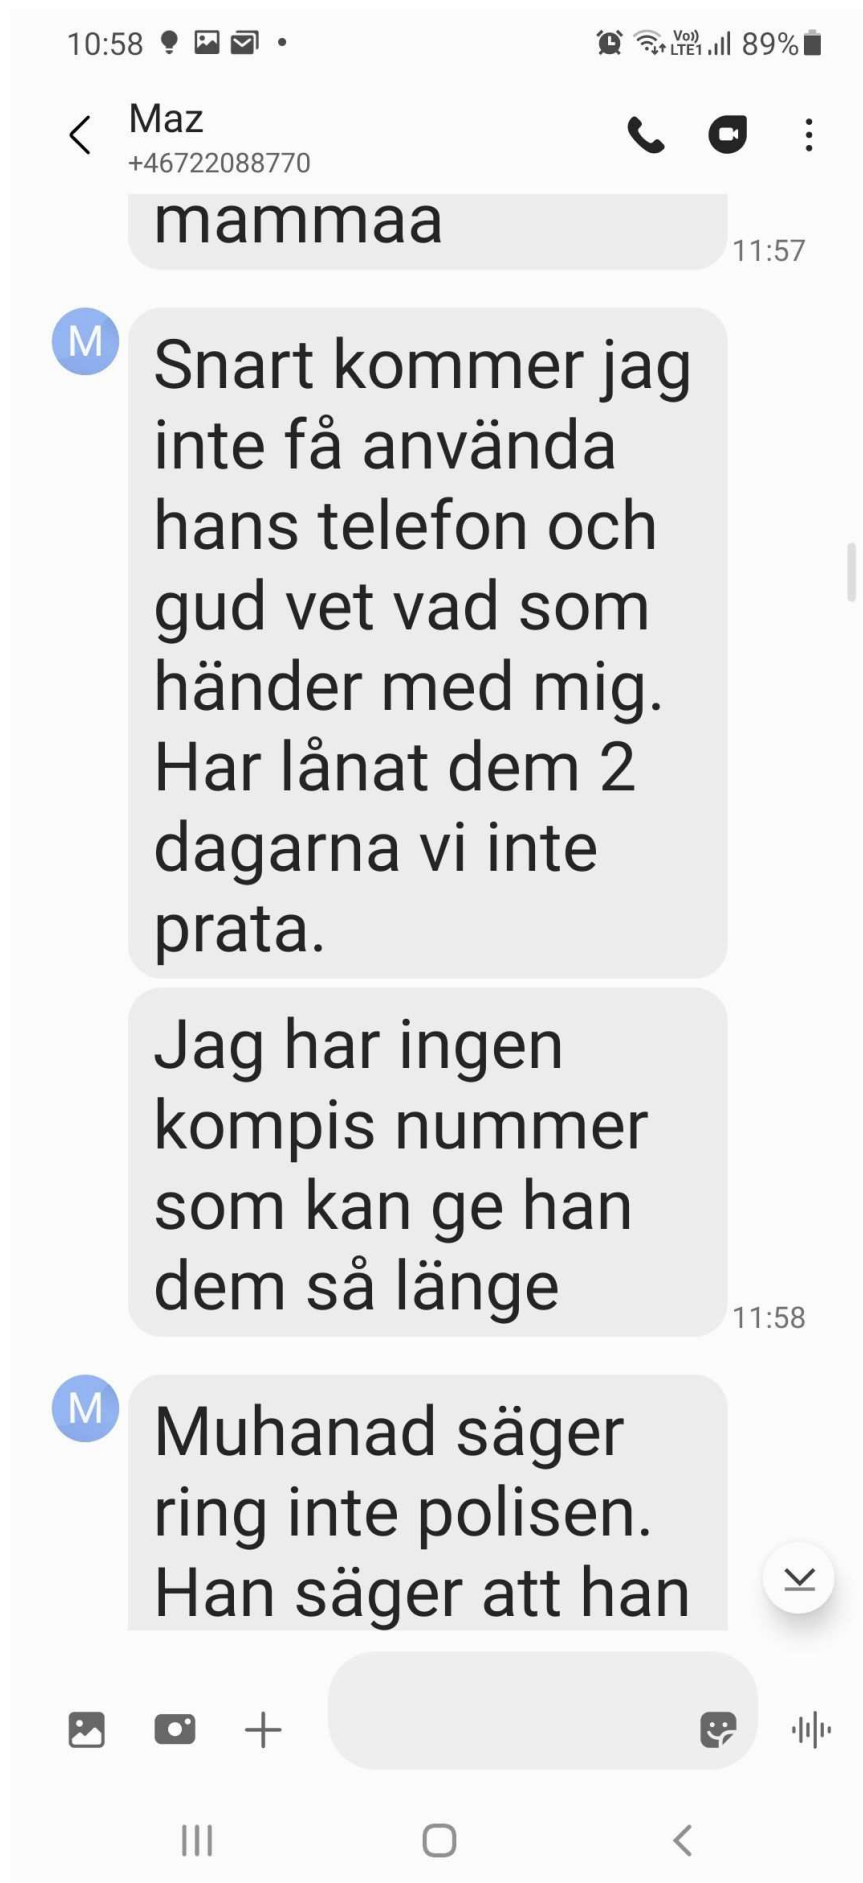 10:58 89%
Maz
+46722088770
mammaa
11:57
M
Snart kommer jag
inte få använda
hans telefon och
gud vet vad som
händer med mig.
Har lånat dem 2
dagarna vi inte
prata.
Jag har ingen
kompis nummer
som kan ge han
dem så länge
11:58
M
Muhanad säger
ring inte polisen.
Han säger att han